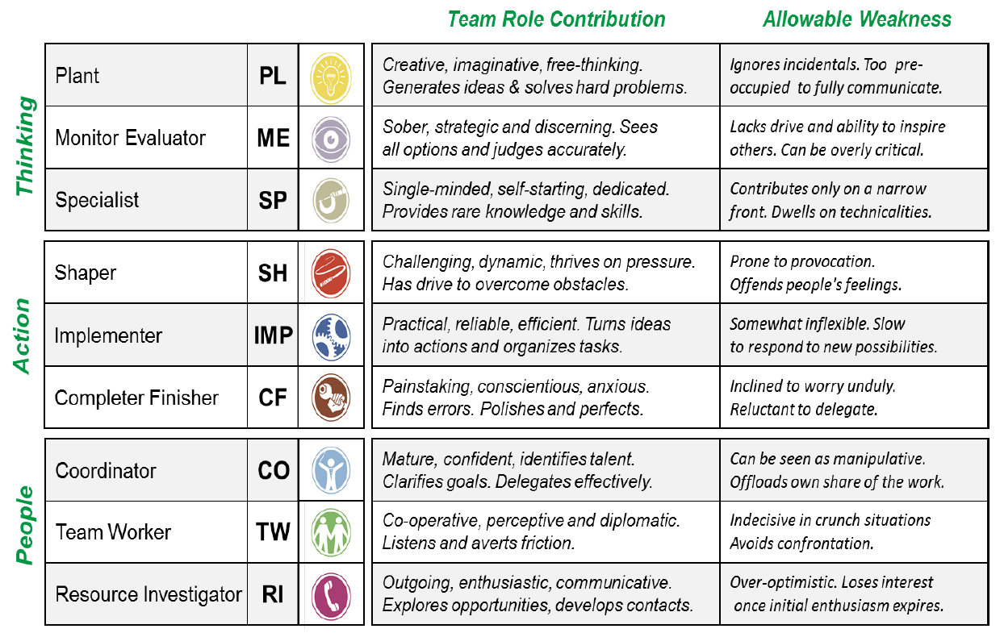 Team Role Contribution
Allowable Weakness
Thinking
Plant
PL
Creative, imaginative, free-thinking.
Generates ideas & solves hard problems.
Ignores incidentals. Too pre-
occupied to fully communicate.
Monitor Evaluator
ME
Sober, strategic and discerning. Sees
all options and judges accurately.
Lacks drive and ability to inspire
others. Can be overly critical.
Specialist
SP
Single-minded, self-starting, dedicated.
Provides rare knowledge and skills.
Contributes only on a narrow
front. Dwells on technicalities.
Action
Shaper
SH
Challenging, dynamic, thrives on pressure.
Has drive to overcome obstacles.
Prone to provocation.
Offends people's feelings.
Implementer
IMP
Practical, reliable, efficient. Turns ideas
into actions and organizes tasks.
Somewhat inflexible. Slow
to respond to new possibilities.
Completer Finisher
CF
Painstaking, conscientious, anxious.
Finds errors. Polishes and perfects.
Inclined to worry unduly.
Reluctant to delegate.
People
Coordinator
CO
Mature, confident, identifies talent.
Clarifies goals. Delegates effectively.
Can be seen as manipulative.
Offloads own share of the work.
Team Worker
TW
Co-operative, perceptive and diplomatic.
Listens and averts friction.
Indecisive in crunch situations
Avoids confrontation.
Resource Investigator
RI
Outgoing, enthusiastic, communicative.
Explores opportunities, develops contacts.
Over-optimistic. Loses interest
once initial enthusiasm expires.